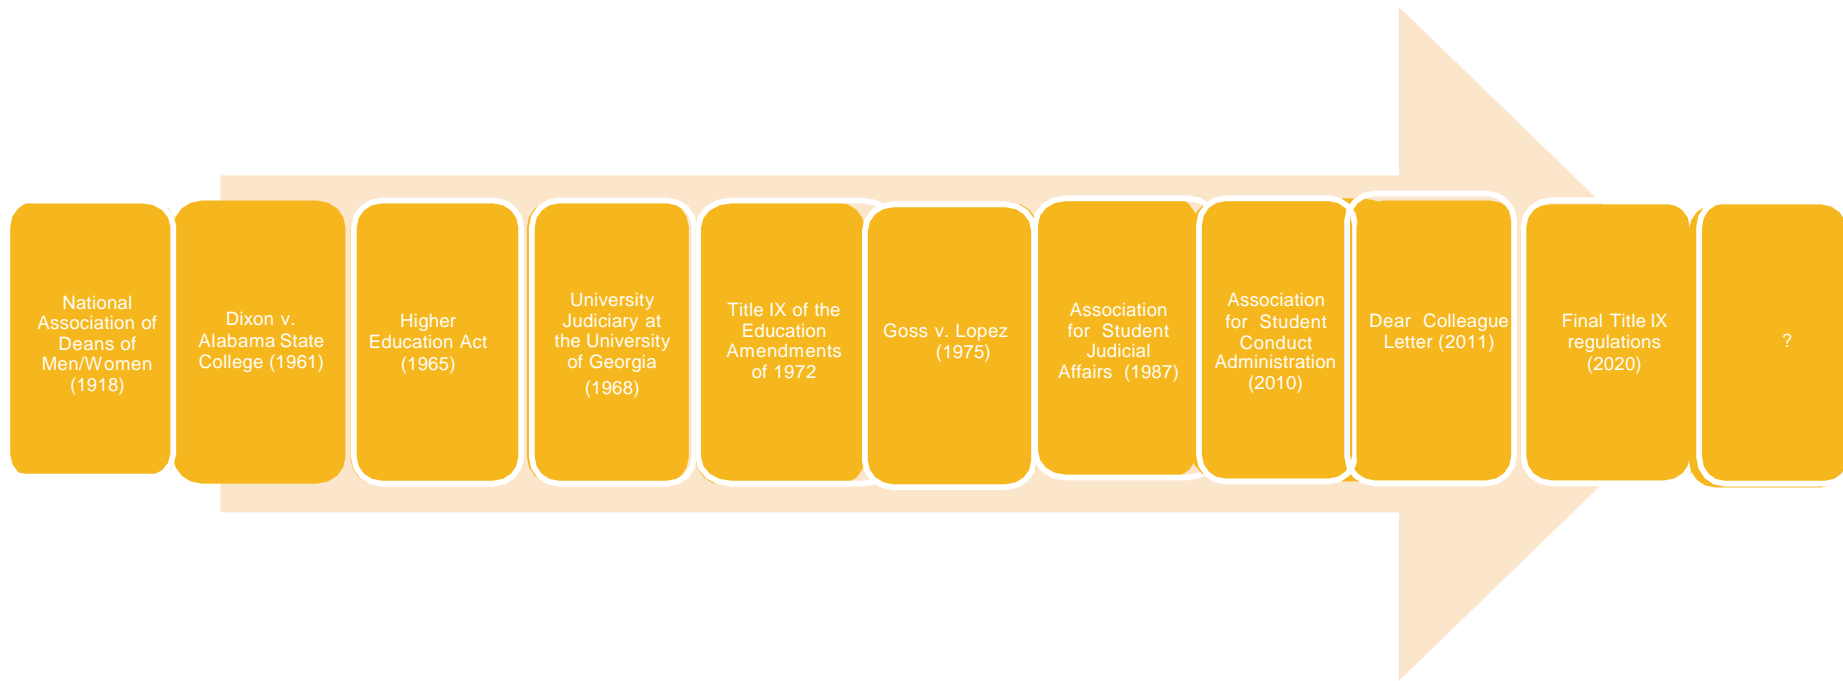 National
Association of
Deans of
Men/Women
(1918)
Dixon v.
Alabama State
College (1961)
Higher
Education Act
(1965)
University
Judiciary at
the University
of Georgia
(1968)
Title IX of the
Education
Amendments
of 1972
Goss v. Lopez
(1975)
Association
for Student
Judicial
Affairs (1987)
Association
for Student
Conduct
Administration
(2010)
Dear Colleague
Letter (2011)
Final Title IX
regulations
(2020)
?